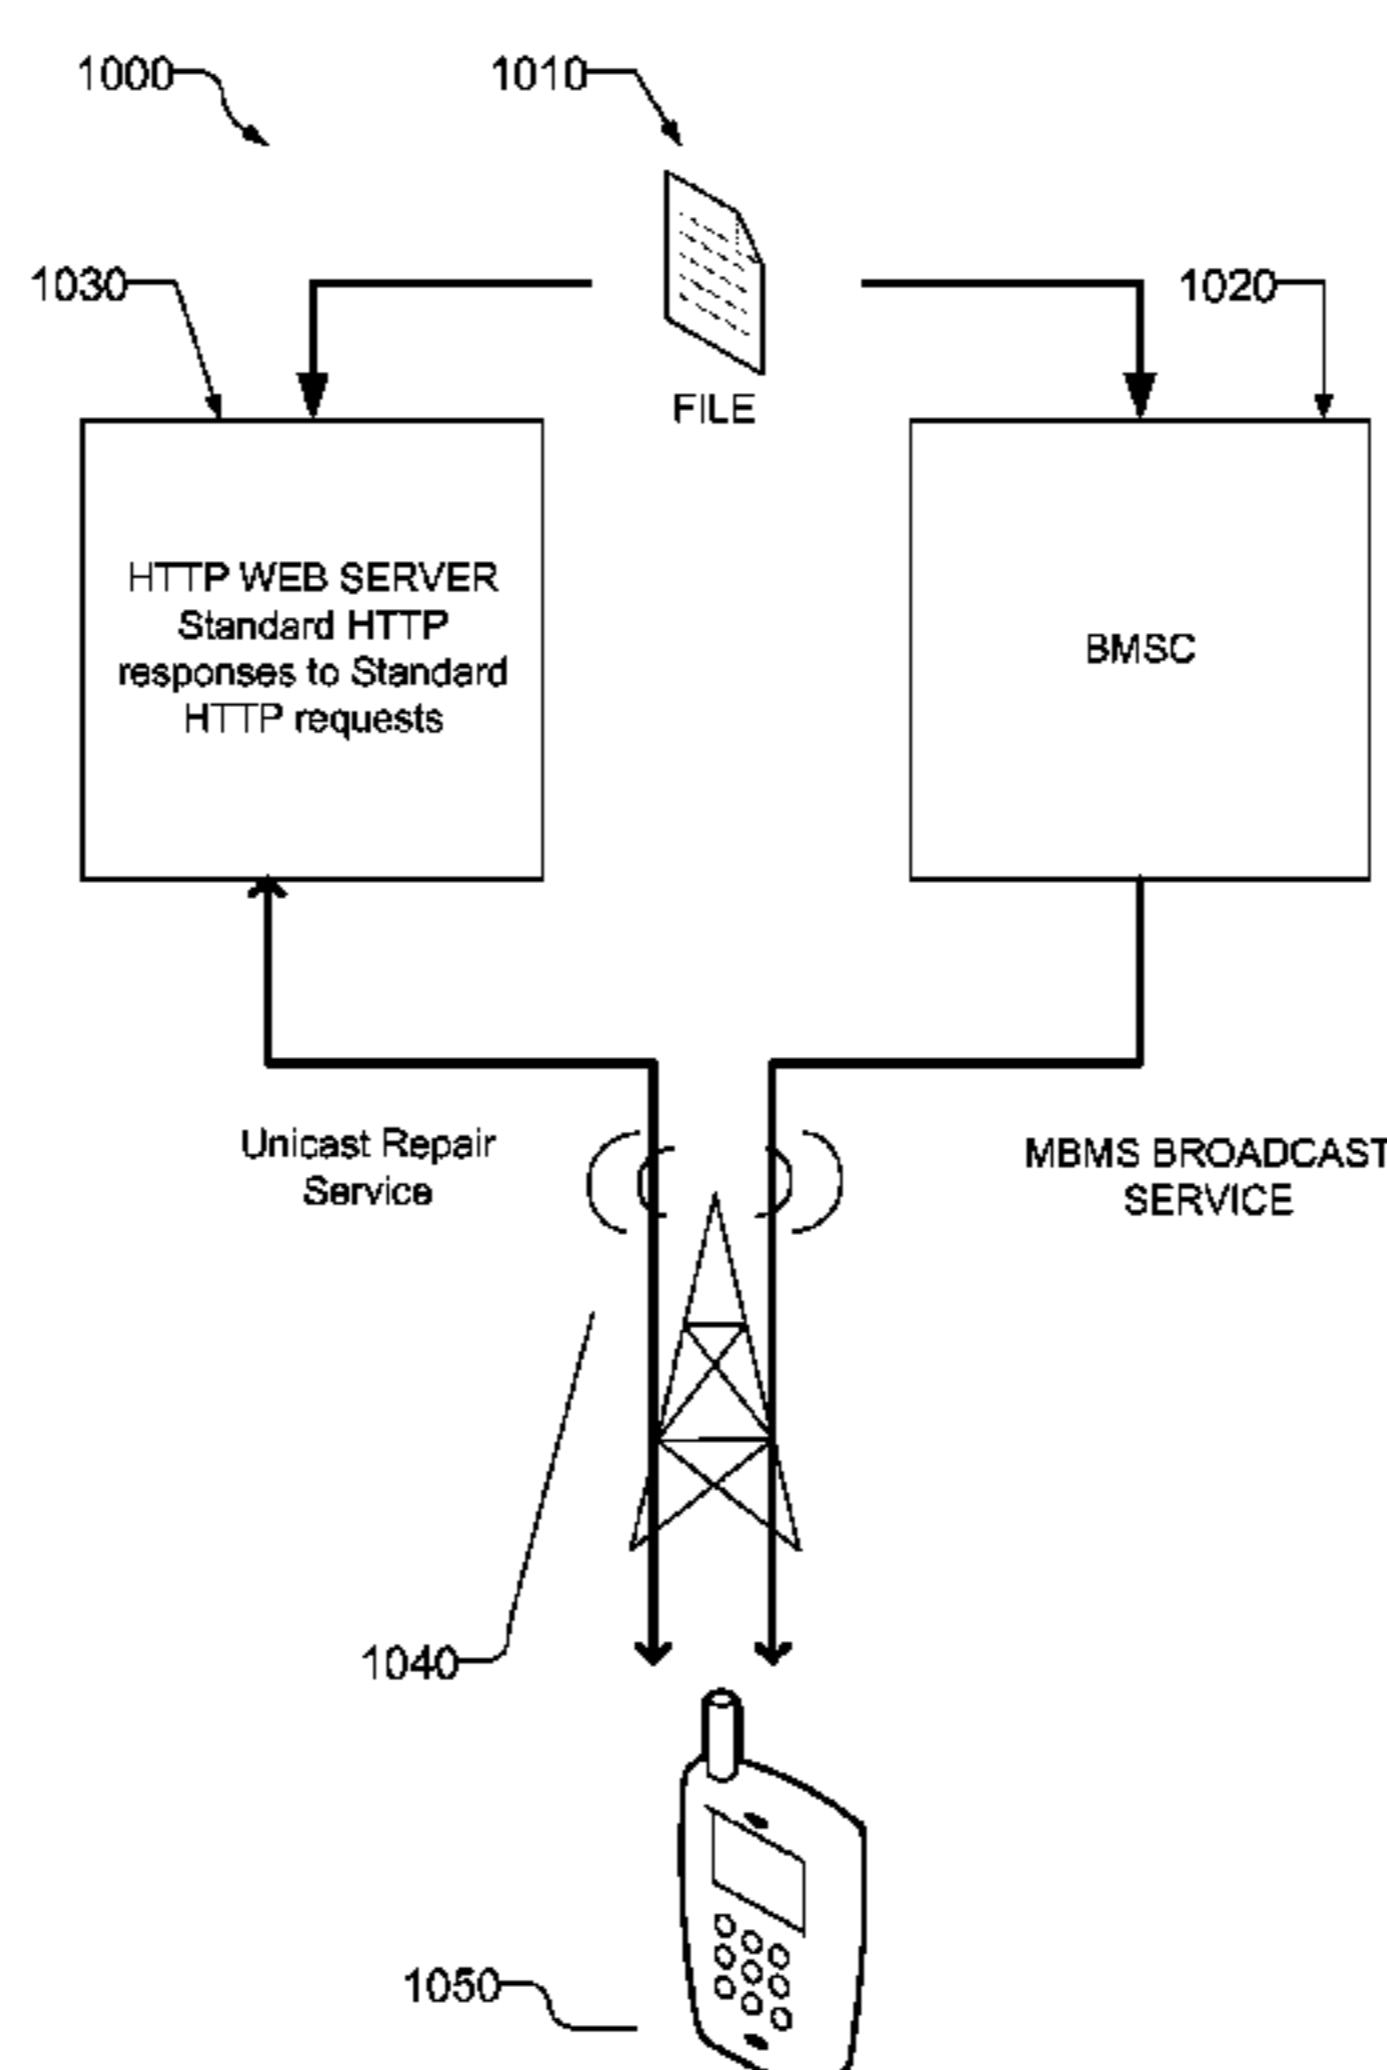 1000
1010
1030
1020
FILE
HTTP WEB SERVER
Standard HTTP
responses to Standard
HTTP requests
BMSC
Unicast Repair
Service
MBMS BROADCAST
SERVICE
1040
1050